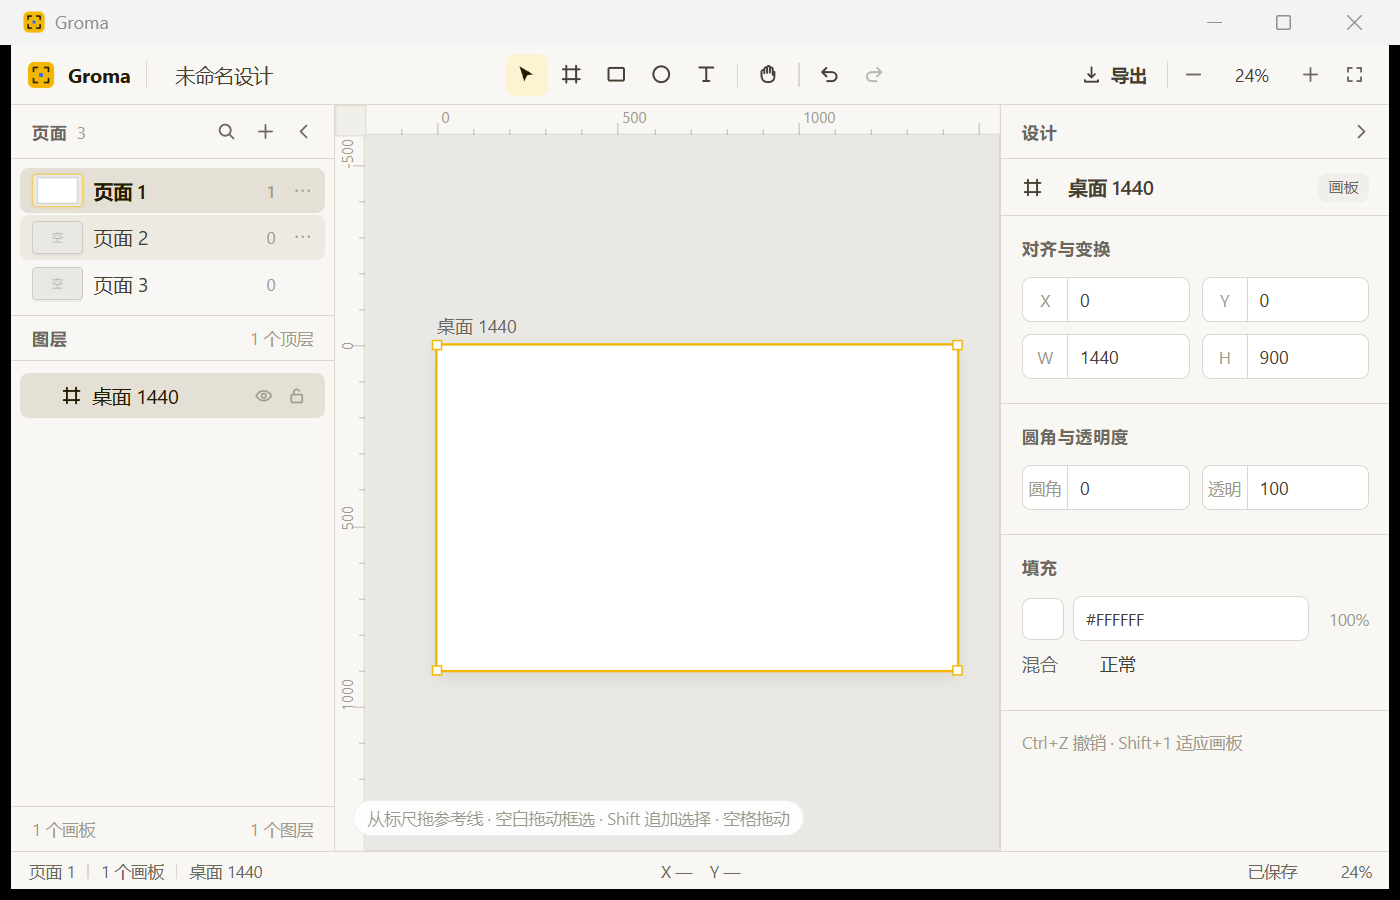 Groma
Groma 未命名设计 导出 24%
页面 3
页面 1 1
空 页面 2 0
空 页面 3 0
图层 1 个顶层
桌面 1440
1 个画板 1 个图层
0 500 1000
-500
0
500
1000
桌面 1440
从标尺拖参考线 · 空白拖动框选 · Shift 追加选择 · 空格拖动
设计
桌面 1440 画板
对齐与变换
X 0 Y 0
W 1440 H 900
圆角与透明度
圆角 0 透明 100
填充
#FFFFFF 100%
混合 正常
Ctrl+Z 撤销 · Shift+1 适应画板
页面 1 1 个画板 桌面 1440 X — Y — 已保存 24%